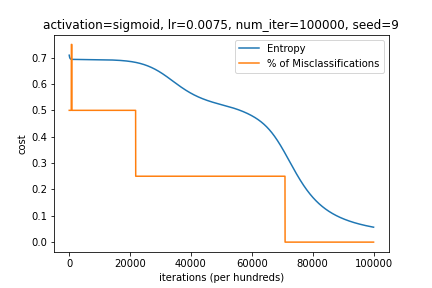 activation=sigmoid, lr=0.0075, num_iter=100000, seed=9
Entropy
% of Misclassifications
cost
0.7
0.6
0.5
0.4
0.3
0.2
0.1
0.0
0 20000 40000 60000 80000 100000
iterations (per hundreds)